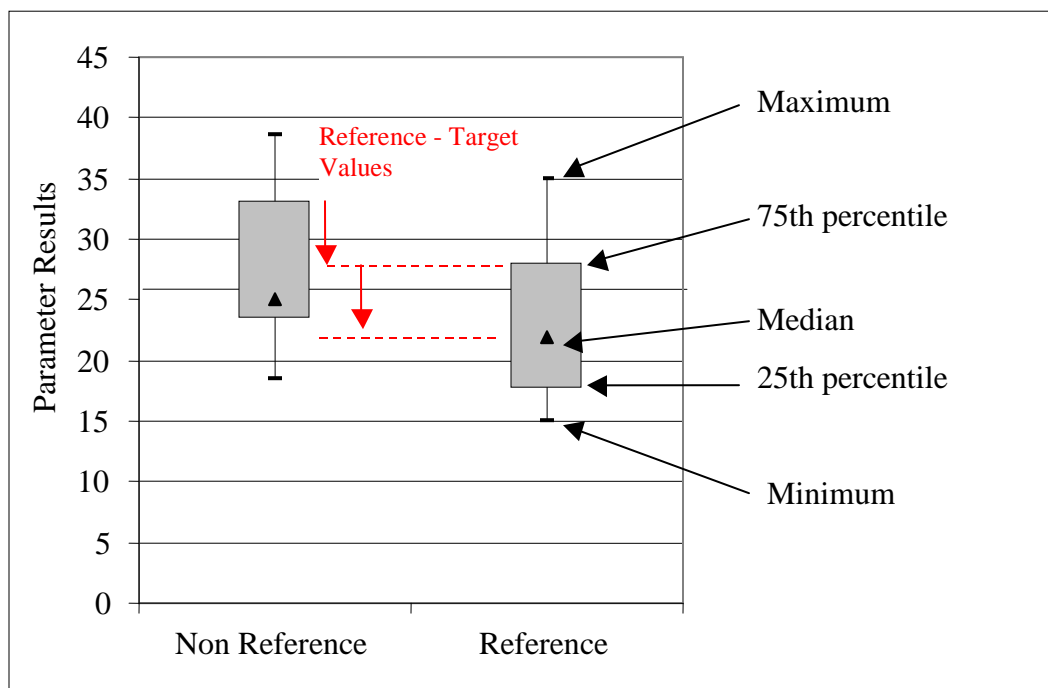 45
40
35
30
25
20
15
10
5
0
Parameter Results
Reference - Target
Values
Non Reference
Reference
Maximum
75th percentile
Median
25th percentile
Minimum